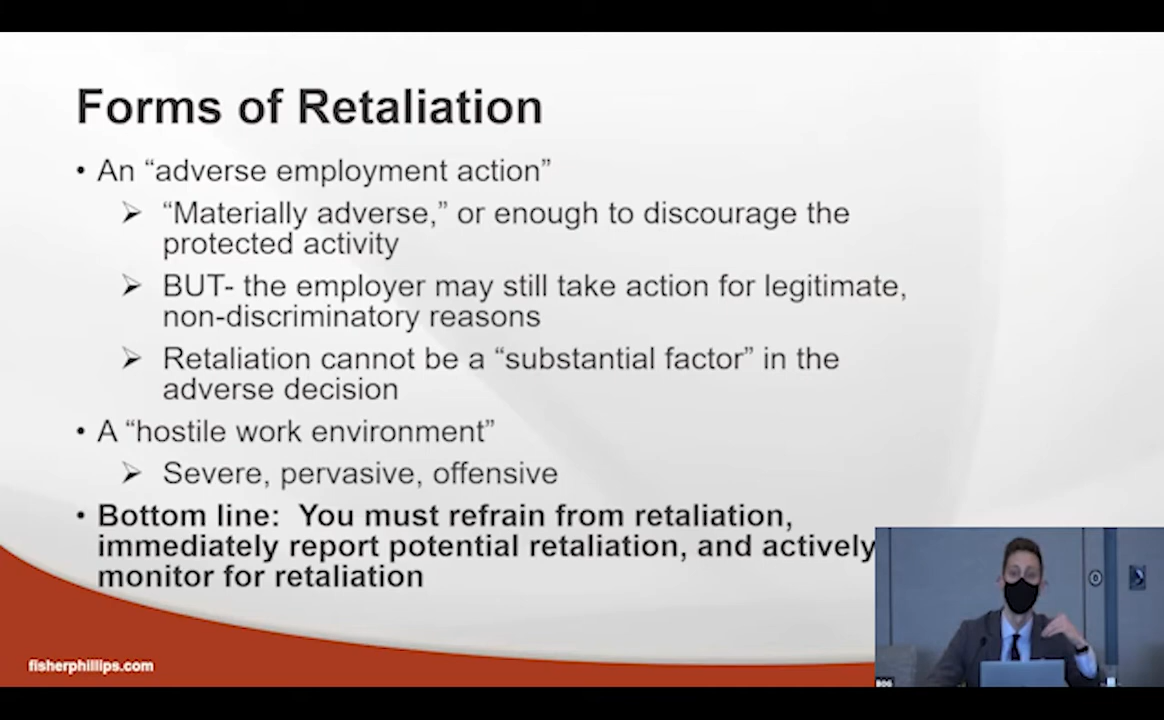 Forms of Retaliation
• An “adverse employment action”
➢ “Materially adverse,” or enough to discourage the
protected activity
➢ BUT- the employer may still take action for legitimate,
non-discriminatory reasons
➢ Retaliation cannot be a “substantial factor” in the
adverse decision
• A “hostile work environment”
➢ Severe, pervasive, offensive
• Bottom line:  You must refrain from retaliation,
immediately report potential retaliation, and actively
monitor for retaliation
fisherphillips.com